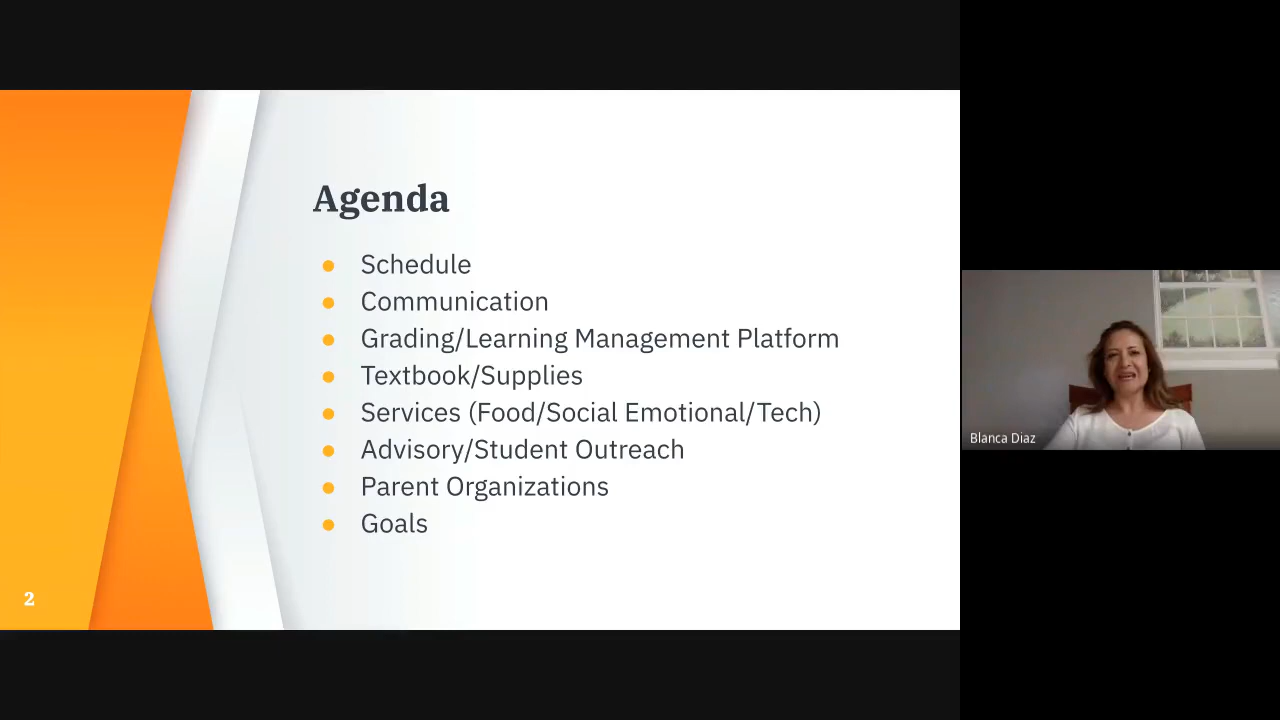 Agenda
● Schedule
● Communication
● Grading/Learning Management Platform
● Textbook/Supplies
● Services (Food/Social Emotional/Tech)
● Advisory/Student Outreach
● Parent Organizations
● Goals
2
Blanca Diaz